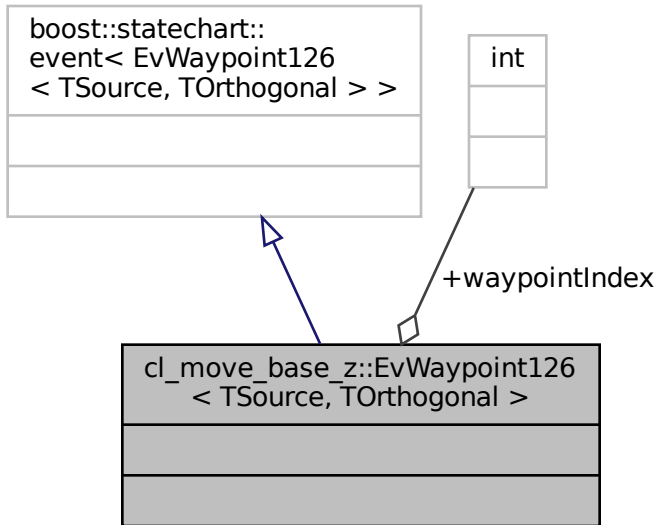 boost::statechart::
event< EvWaypoint126
< TSource, TOrthogonal > >
int
+waypointIndex
cl_move_base_z::EvWaypoint126
< TSource, TOrthogonal >